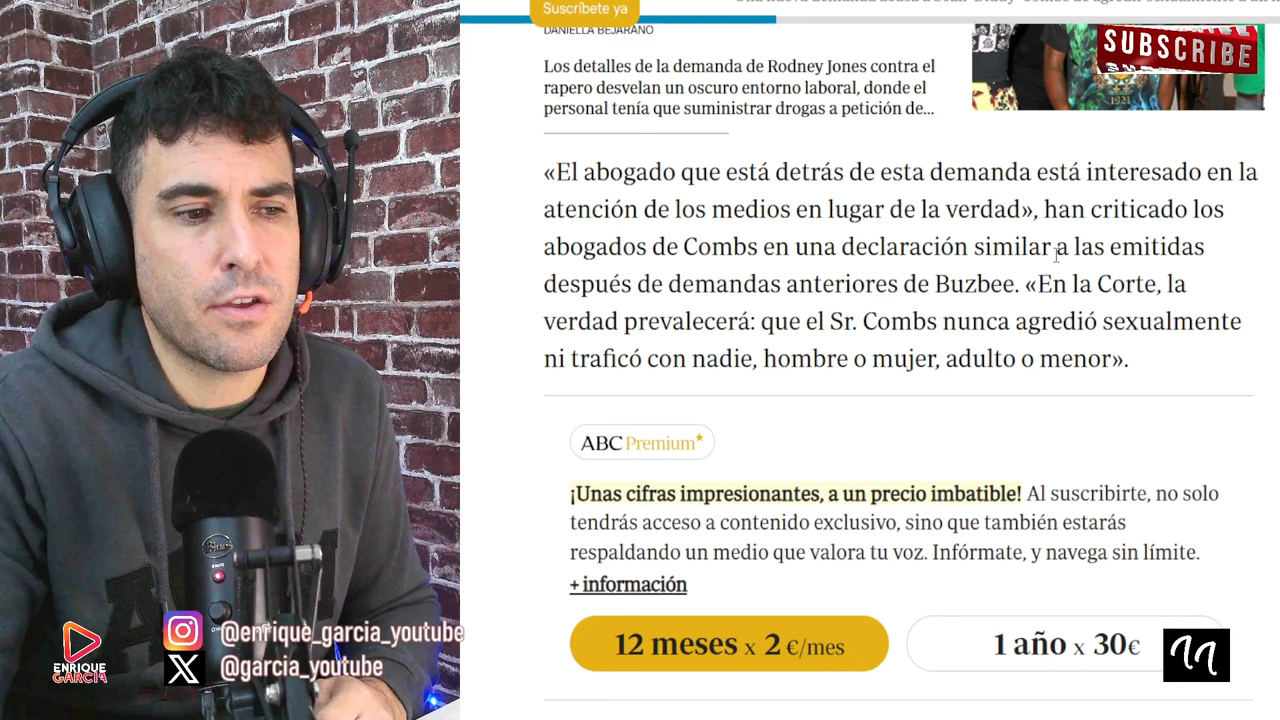 Suscríbete ya
DANIELLA BEJARANO
Los detalles de la demanda de Rodney Jones contra el
rapero desvelan un oscuro entorno laboral, donde el
personal tenía que suministrar drogas a petición de...
SUBSCRIBE
1921
«El abogado que está detrás de esta demanda está interesado en la
atención de los medios en lugar de la verdad», han criticado los
abogados de Combs en una declaración similar a las emitidas
después de demandas anteriores de Buzbee. «En la Corte, la
verdad prevalecerá: que el Sr. Combs nunca agredió sexualmente
ni traficó con nadie, hombre o mujer, adulto o menor».
ABC Premium
¡Unas cifras impresionantes, a un precio imbatible! Al suscribirte, no solo
tendrás acceso a contenido exclusivo, sino que también estarás
respaldando un medio que valora tu voz. Infórmate, y navega sin límite.
+ información
12 meses x 2 €/mes
1 año x 30€
@enrique_garcia_youtube
@garcia_youtube
ENRIQUE
GARCIA